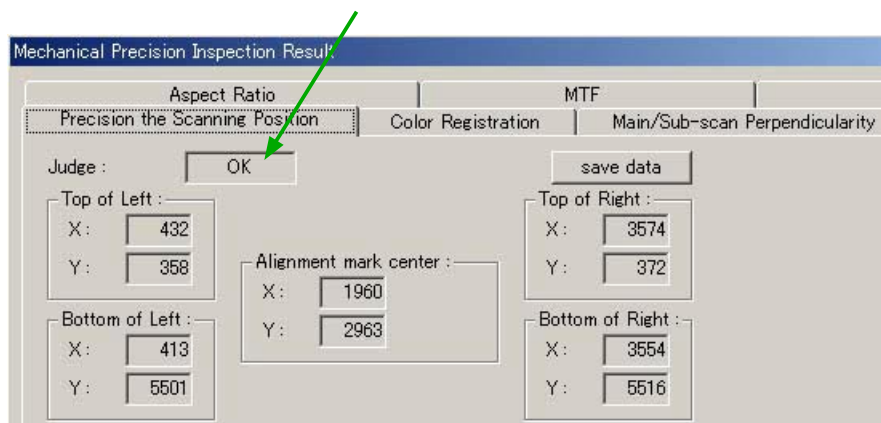 Mechanical Precision Inspection Result
Aspect Ratio MTF
Precision the Scanning Position Color Registration Main/Sub-scan Perpendicularity
Judge : OK save data
Top of Left : Top of Right :
X : 432 X : 3574
Y : 358 Alignment mark center : Y : 372
X : 1960
Bottom of Left : Y : 2963 Bottom of Right :
X : 413 X : 3554
Y : 5501 Y : 5516